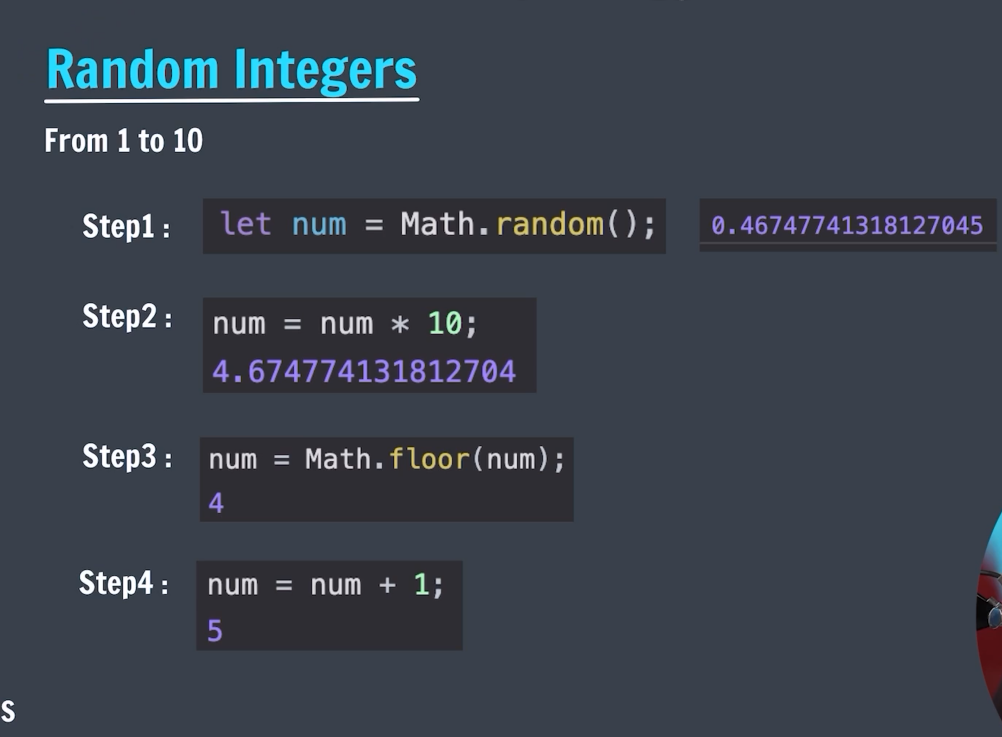 Random Integers
From 1 to 10
Step1 : let num = Math.random(); 0.46747741318127045
Step2 : num = num * 10;
4.674774131812704
Step3 : num = Math.floor(num);
4
Step4 : num = num + 1;
5
S